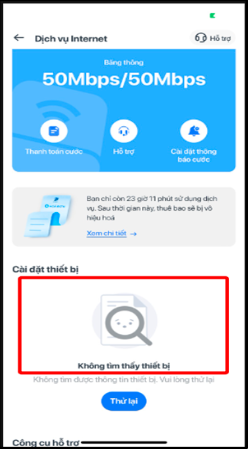 Dịch vụ Internet
Hỗ trợ
Băng thông
50Mbps/50Mbps
Thanh toán cước
Hỗ trợ
Cài đặt thông
báo cước
Bạn chỉ còn 23 giờ 11 phút sử dụng dịch
vụ. Sau thời gian này, thuê bao sẽ bị vô
hiệu hoá
Xem chi tiết →
Cài đặt thiết bị
Không tìm thấy thiết bị
Không tìm được thông tin thiết bị. Vui lòng thử lại
Thử lại
Công cụ hỗ trợ